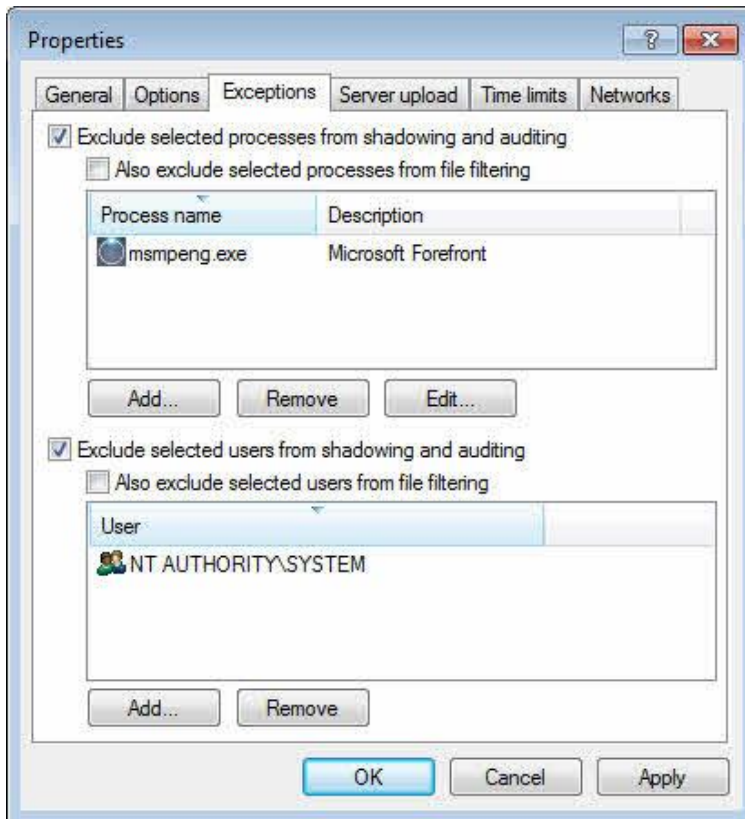 Properties
General Options Exceptions Server upload Time limits Networks
Exclude selected processes from shadowing and auditing
Also exclude selected processes from file filtering
Process name Description
msmpeng.exe Microsoft Forefront
Add... Remove Edit...
Exclude selected users from shadowing and auditing
Also exclude selected users from file filtering
User
NT AUTHORITY\SYSTEM
Add... Remove
OK Cancel Apply